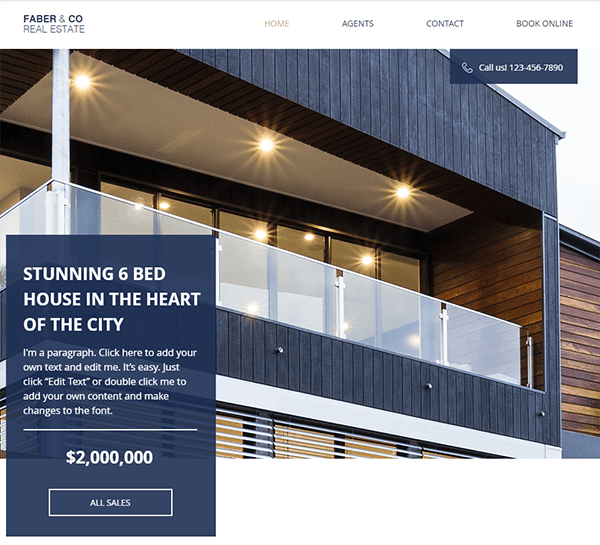 FABER & CO
REAL ESTATE
HOME
AGENTS
CONTACT
BOOK ONLINE
Call us! 123-456-7890
STUNNING 6 BED
HOUSE IN THE HEART
OF THE CITY
I'm a paragraph. Click here to add your
own text and edit me. It's easy. Just
click “Edit Text” or double click me to
add your own content and make
changes to the font.
$2,000,000
ALL SALES